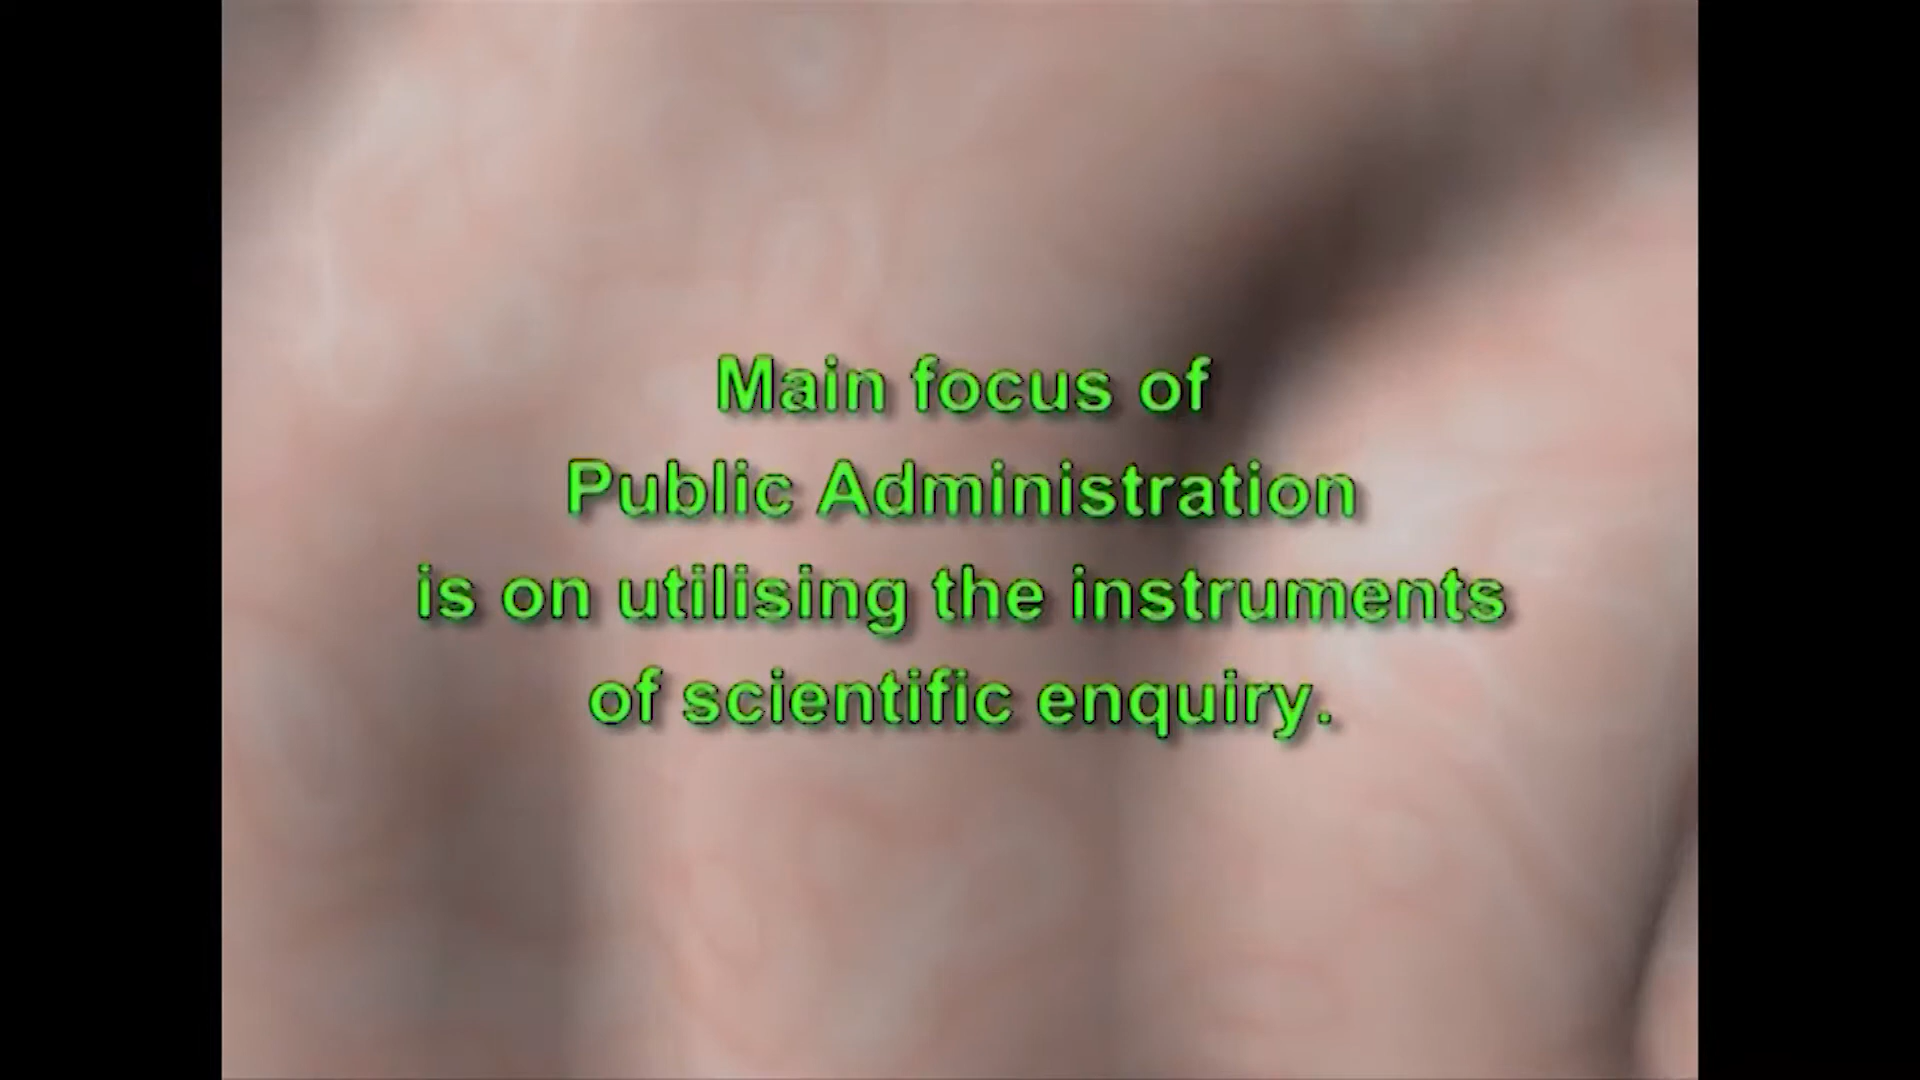 Main focus of
Public Administration
is on utilising the instruments
of scientific enquiry.